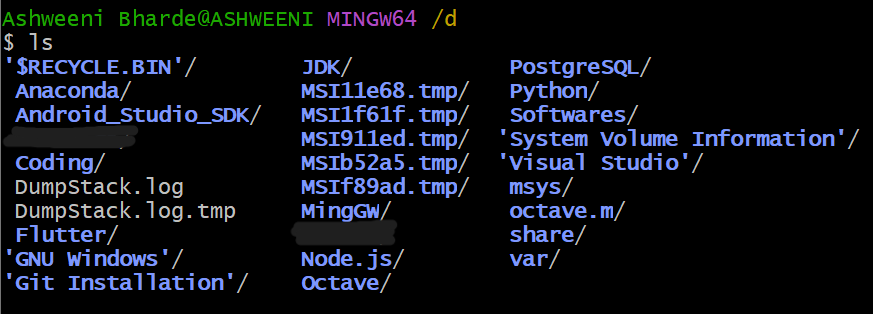 Ashweeni Bharde@ASHWEENI MINGW64 /d
$ ls
'$RECYCLE.BIN'/ JDK/ PostgreSQL/
Anaconda/ MSI11e68.tmp/ Python/
Android_Studio_SDK/ MSI1f61f.tmp/ Softwares/
MSI911ed.tmp/ 'System Volume Information'/
Coding/ MSIb52a5.tmp/ 'Visual Studio'/
DumpStack.log MSIf89ad.tmp/ msys/
DumpStack.log.tmp MingGW/ octave.m/
Flutter/ share/
'GNU Windows'/ Node.js/ var/
'Git Installation'/ Octave/